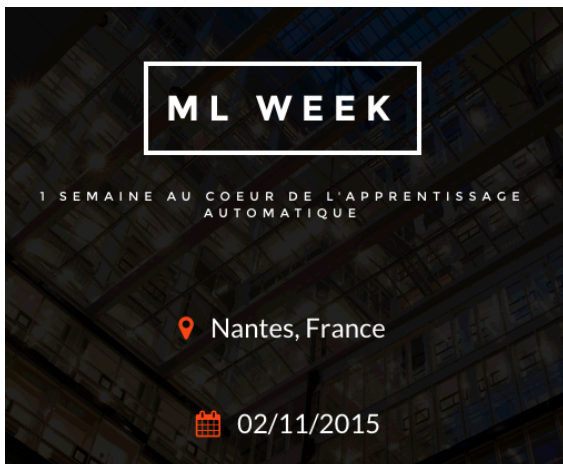 ML WEEK
1 SEMAINE AU COEUR DE L'APPRENTISSAGE
AUTOMATIQUE
Nantes, France
02/11/2015